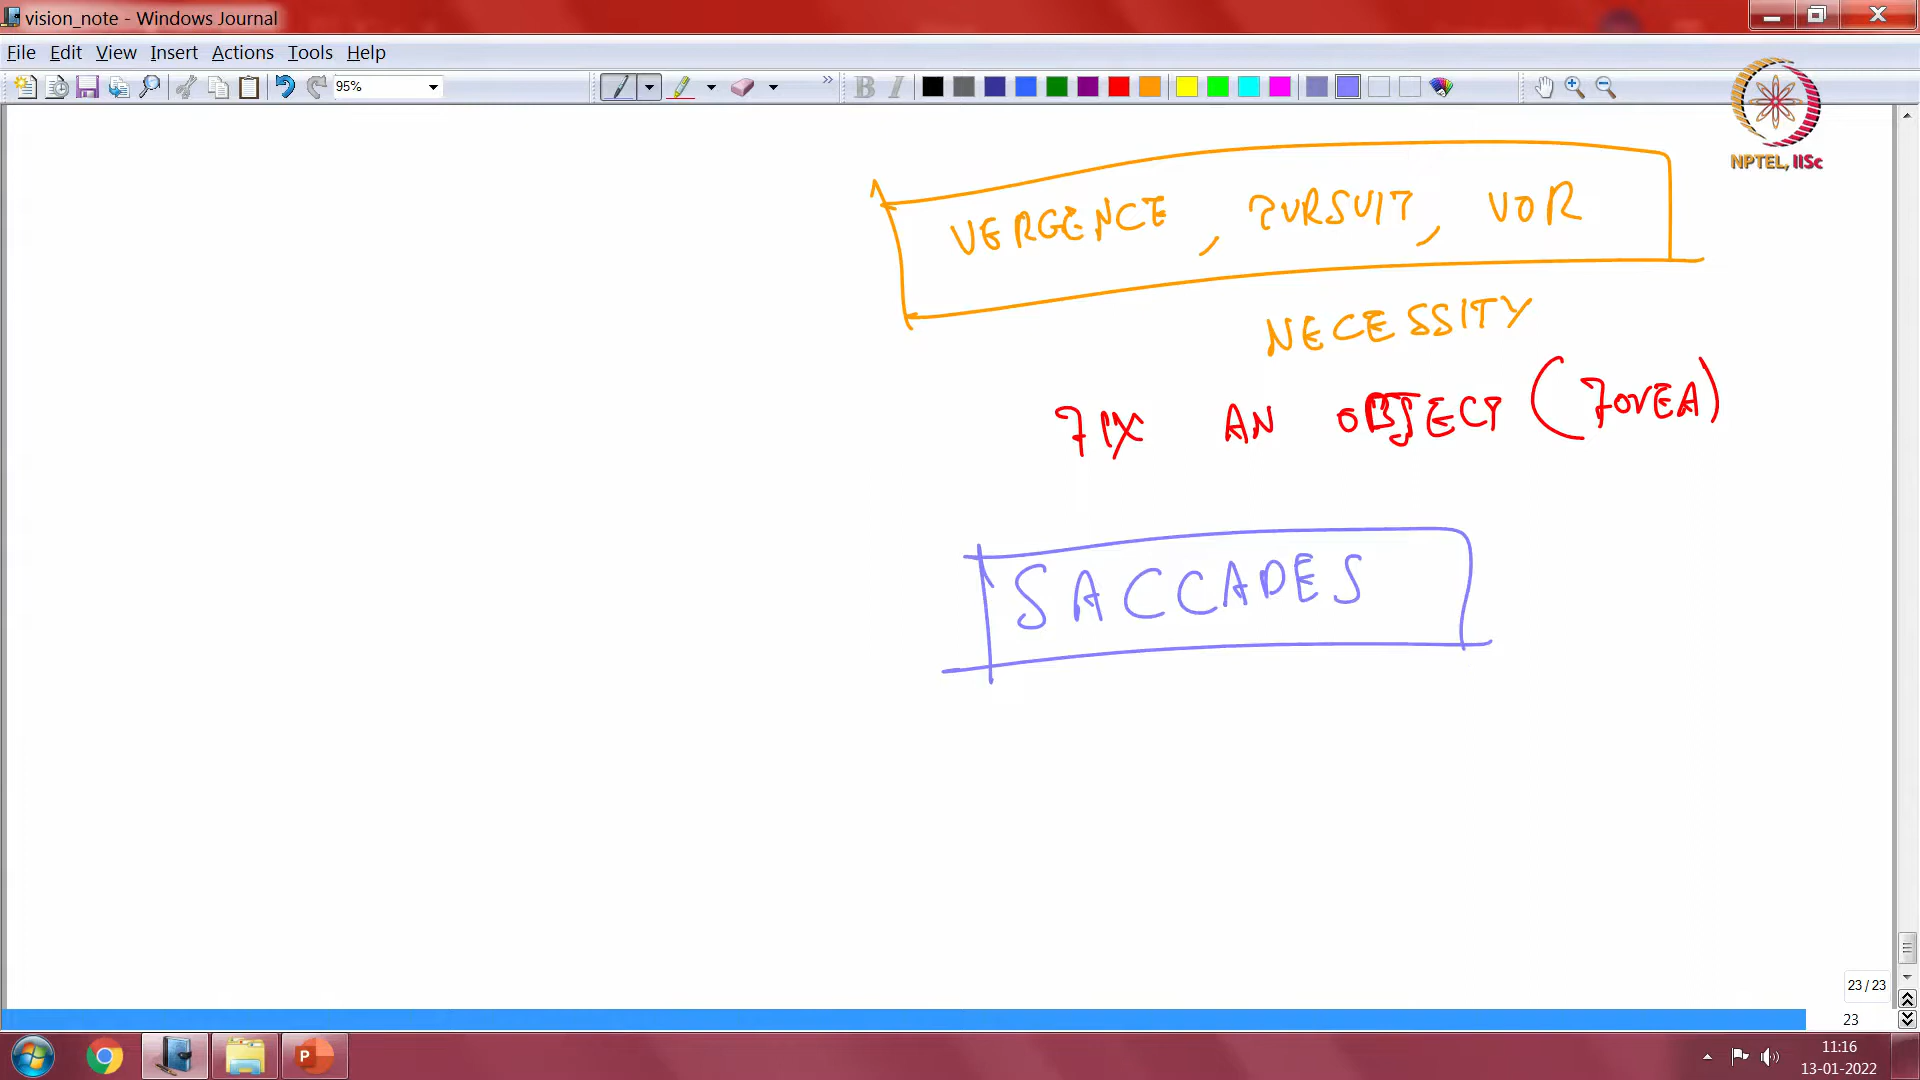 vision_note - Windows Journal
File Edit View Insert Actions Tools Help
95%
NPTEL, IISc
VERGENCE, PURSUIT, VOR
NECESSITY
FIX AN OBJECT (FOVEA)
SACCADES
23 / 23
23
11:16
13-01-2022